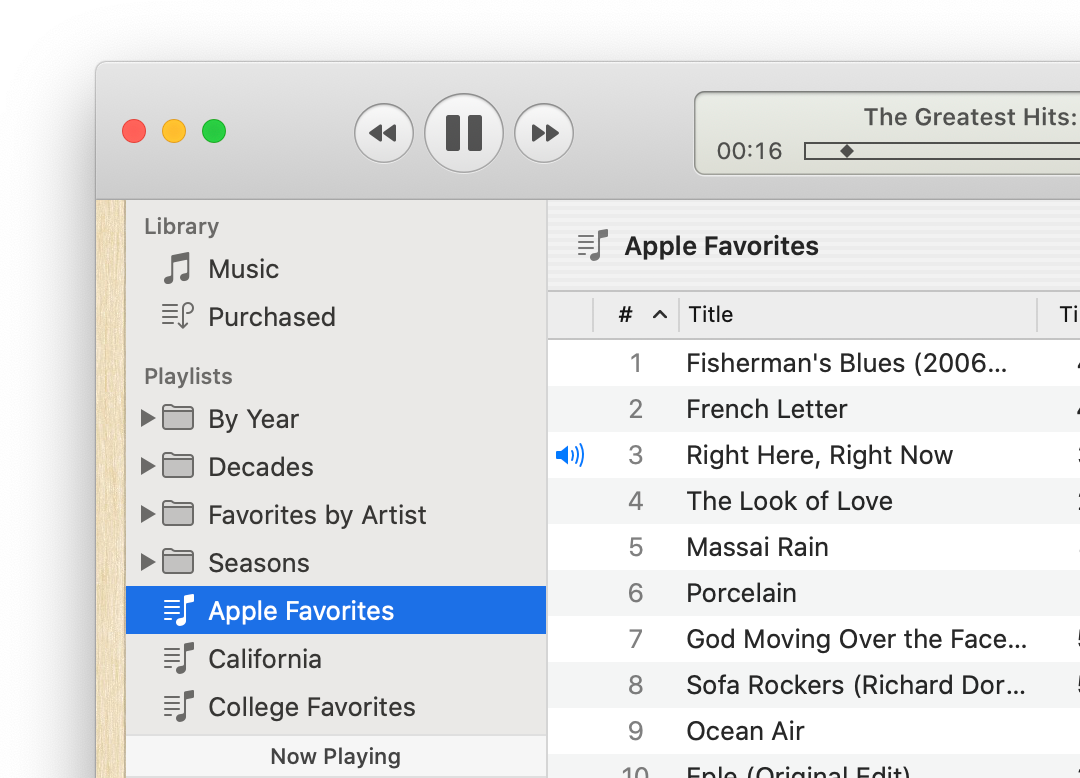 The Greatest Hits:
00:16
Library
Music
Purchased
Playlists
By Year
Decades
Favorites by Artist
Seasons
Apple Favorites
California
College Favorites
Now Playing
Apple Favorites
# Title Ti
1 Fisherman's Blues (2006...
2 French Letter
3 Right Here, Right Now
4 The Look of Love
5 Massai Rain
6 Porcelain
7 God Moving Over the Face...
8 Sofa Rockers (Richard Dor...
9 Ocean Air
10 Eple (Original Edit)